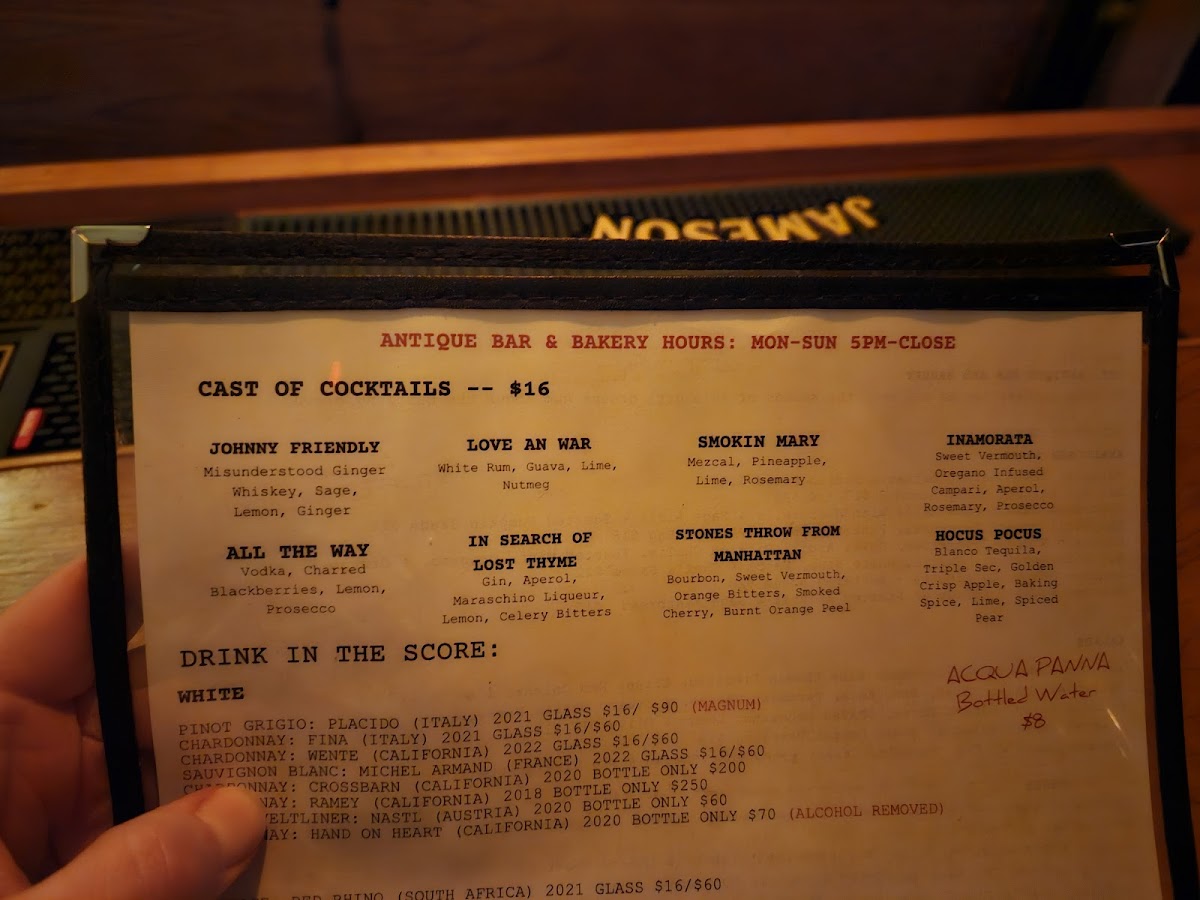 JAMESON
ANTIQUE BAR & BAKERY HOURS: MON-SUN 5PM-CLOSE
CAST OF COCKTAILS -- $16
JOHNNY FRIENDLY
Misunderstood Ginger
Whiskey, Sage,
Lemon, Ginger
LOVE AN WAR
White Rum, Guava, Lime,
Nutmeg
SMOKIN MARY
Mezcal, Pineapple,
Lime, Rosemary
INAMORATA
Sweet Vermouth,
Oregano Infused
Campari, Aperol,
Rosemary, Prosecco
ALL THE WAY
Vodka, Charred
Blackberries, Lemon,
Prosecco
IN SEARCH OF
LOST THYME
Gin, Aperol,
Maraschino Liqueur,
Lemon, Celery Bitters
STONES THROW FROM
MANHATTAN
Bourbon, Sweet Vermouth,
Orange Bitters, Smoked
Cherry, Burnt Orange Peel
HOCUS POCUS
Blanco Tequila,
Triple Sec, Golden
Crisp Apple, Baking
Spice, Lime, Spiced
Pear
DRINK IN THE SCORE:
WHITE
PINOT GRIGIO: PLACIDO (ITALY) 2021 GLASS $16/ $90 (MAGNUM)
CHARDONNAY: FINA (ITALY) 2021 GLASS $16/$60
CHARDONNAY: WENTE (CALIFORNIA) 2022 GLASS $16/$60
SAUVIGNON BLANC: MICHEL ARMAND (FRANCE) 2022 GLASS $16/$60
CHARDONNAY: CROSSBARN (CALIFORNIA) 2020 BOTTLE ONLY $200
NAY: RAMEY (CALIFORNIA) 2018 BOTTLE ONLY $250
VELTLINER: NASTL (AUSTRIA) 2020 BOTTLE ONLY $60
NAY: HAND ON HEART (CALIFORNIA) 2020 BOTTLE ONLY $70 (ALCOHOL REMOVED)
RED RHINO (SOUTH AFRICA) 2021 GLASS $16/$60
ACQUA PANNA
Bottled Water
$8